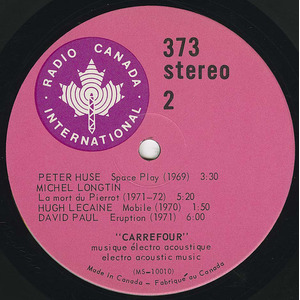 RADIO CANADA
INTERNATIONAL
373
stereo
2
PETER HUSE Space Play (1969) 3:30
MICHEL LONGTIN
La mort du Pierrot (1971-72) 5:20
HUGH LECAINE Mobile (1970) 1:50
DAVID PAUL Eruption (1971) 6:00
"CARREFOUR"
musique électro acoustique
electro acoustic music
Made in Canada - Fabrique au Canada
(MS-10010)